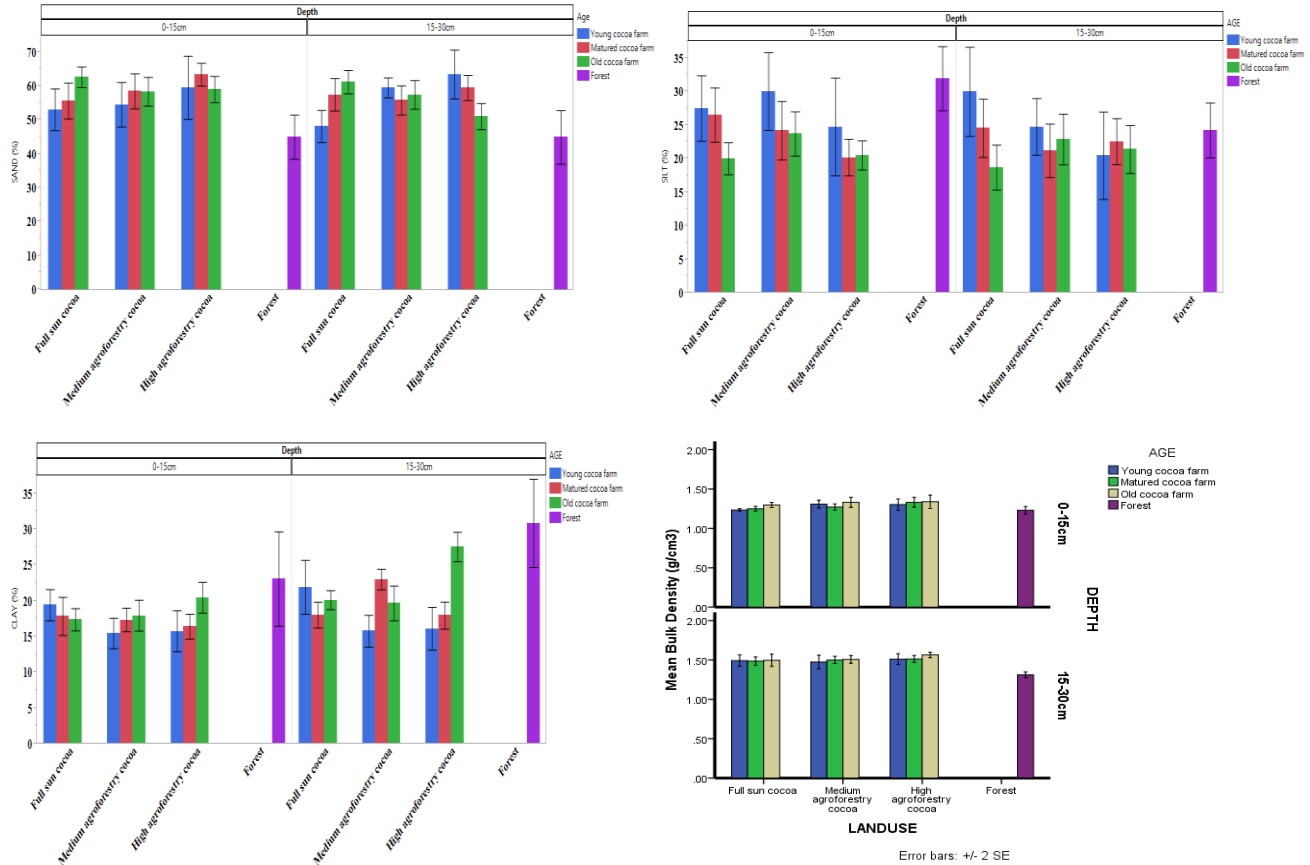 Depth
0-15cm 15-30cm
Age
Young cocoa farm
Matured cocoa farm
Old cocoa farm
Forest
SAND (%)
70
60
50
40
30
20
10
0
Full sun cocoa
Medium agroforestry cocoa
High agroforestry cocoa
Forest
Full sun cocoa
Medium agroforestry cocoa
High agroforestry cocoa
Forest
Depth
0-15cm 15-30cm
AGE
Young cocoa farm
Matured cocoa farm
Old cocoa farm
Forest
SILT (%)
35
30
25
20
15
10
5
0
Full sun cocoa
Medium agroforestry cocoa
High agroforestry cocoa
Forest
Full sun cocoa
Medium agroforestry cocoa
High agroforestry cocoa
Forest
Depth
0-15cm 15-30cm
AGE
Young cocoa farm
Matured cocoa farm
Old cocoa farm
Forest
CLAY (%)
35
30
25
20
15
10
5
0
Full sun cocoa
Medium agroforestry cocoa
High agroforestry cocoa
Forest
Full sun cocoa
Medium agroforestry cocoa
High agroforestry cocoa
Forest
AGE
Young cocoa farm
Matured cocoa farm
Old cocoa farm
Forest
Mean Bulk Density (g/cm3)
2.00
1.50
1.00
.50
.00
2.00
1.50
1.00
.50
.00
0-15cm
15-30cm
DEPTH
Full sun cocoa
Medium
agroforestry
cocoa
High
agroforestry
cocoa
Forest
LANDUSE
Error bars: +/- 2 SE